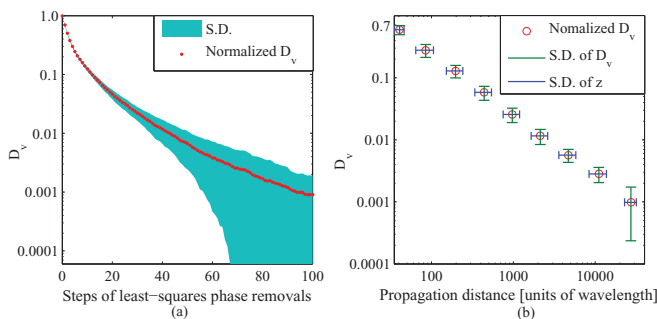 1.0
0.1
0.01
0.001
0.0001
D_v
0
20
40
60
80
100
Steps of least−squares phase removals
(a)
S.D.
Normalized D_v
0.7
0.1
0.01
0.001
0.0001
D_v
100
1000
10000
Propagation distance [units of wavelength]
(b)
Nomalized D_v
S.D. of D_v
S.D. of z